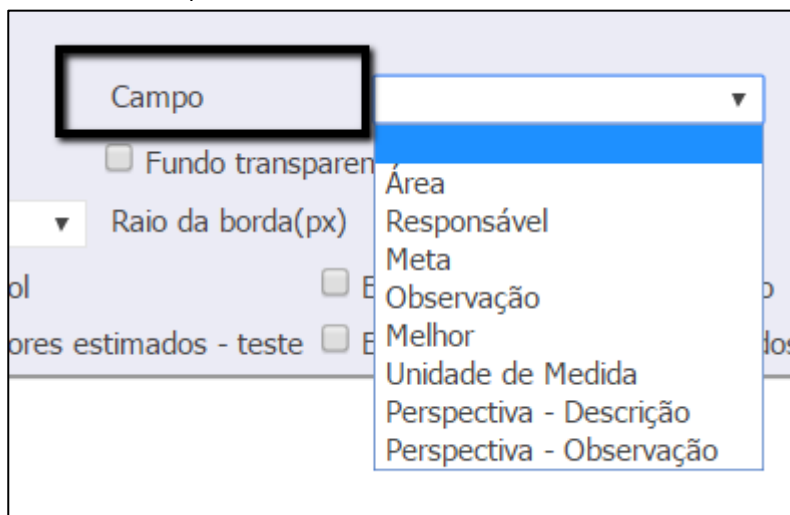 Campo
Fundo transparen
Área
Raio da borda(px)
Responsável
Meta
ol
Observação
ores estimados - teste
Melhor
Unidade de Medida
Perspectiva - Descrição
Perspectiva - Observação